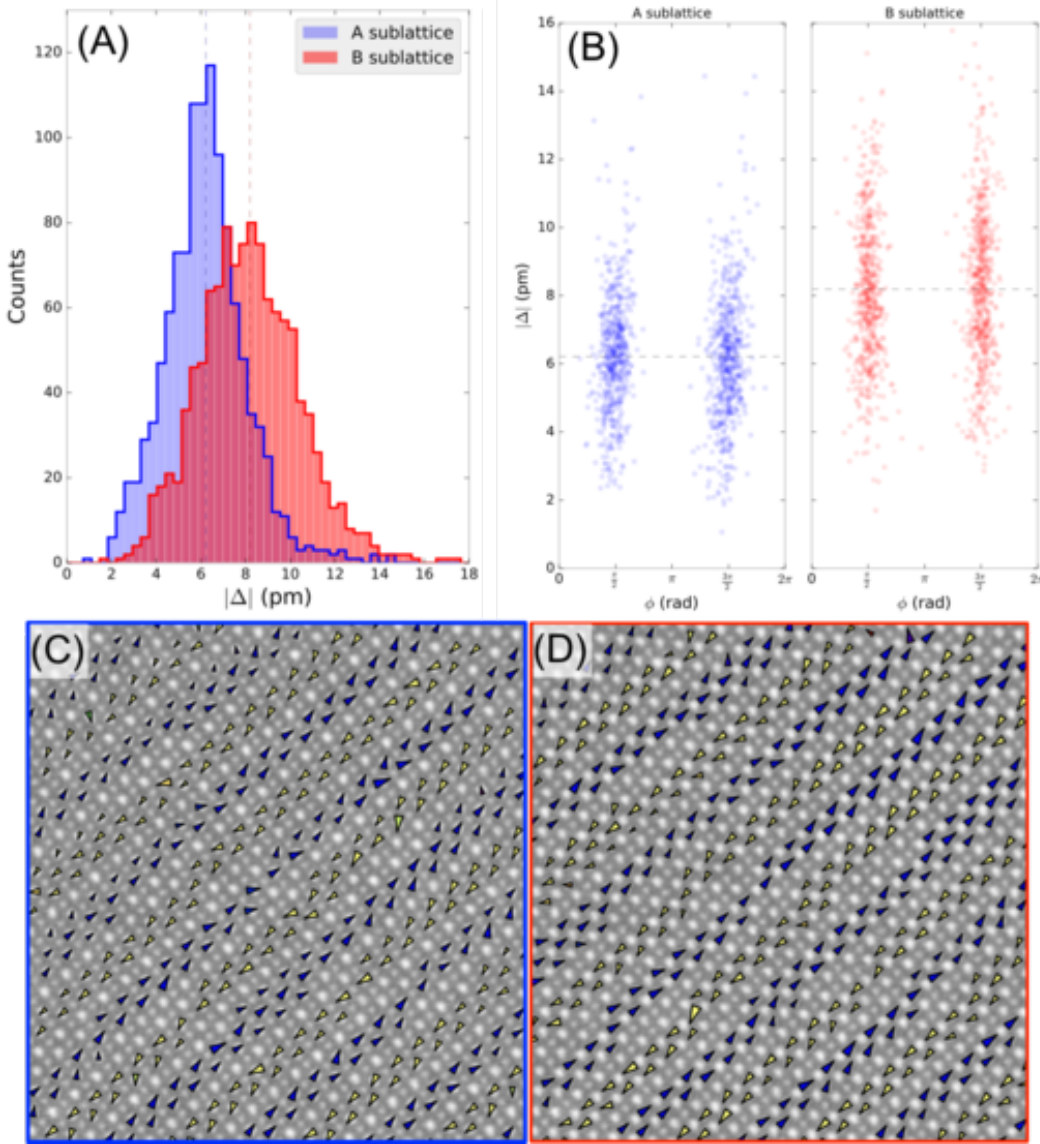 (A)
A sublattice
B sublattice
120
100
80
60
40
20
0
Counts
0 2 4 6 8 10 12 14 16 18
|Δ| (pm)
(B)
A sublattice
B sublattice
16
14
12
10
8
6
4
2
0
|Δ| (pm)
0 π/2 π 3π/2 2π
0 π/2 π 3π/2 2π
ϕ (rad)
ϕ (rad)
(C)
(D)